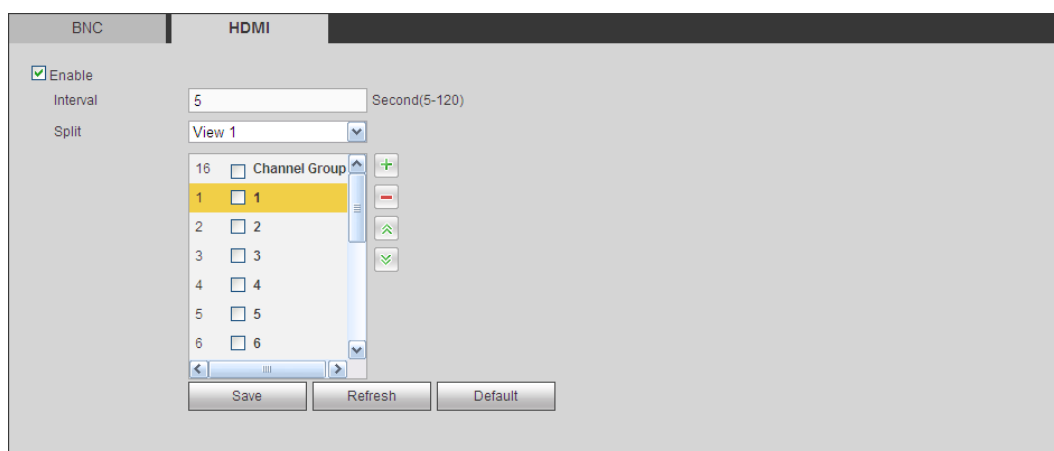 BNC HDMI
Enable
Interval 5 Second(5-120)
Split View 1
16 Channel Group
1 1
2 2
3 3
4 4
5 5
6 6
Save Refresh Default